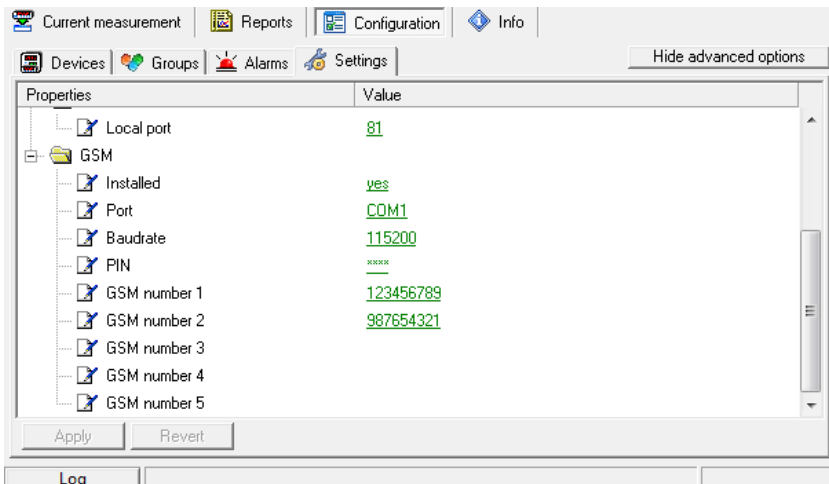 Current measurement Reports Configuration Info
Devices Groups Alarms Settings Hide advanced options
Properties Value
Local port 81
GSM
Installed yes
Port COM1
Baudrate 115200
PIN ****
GSM number 1 123456789
GSM number 2 987654321
GSM number 3
GSM number 4
GSM number 5
Apply Revert
Log